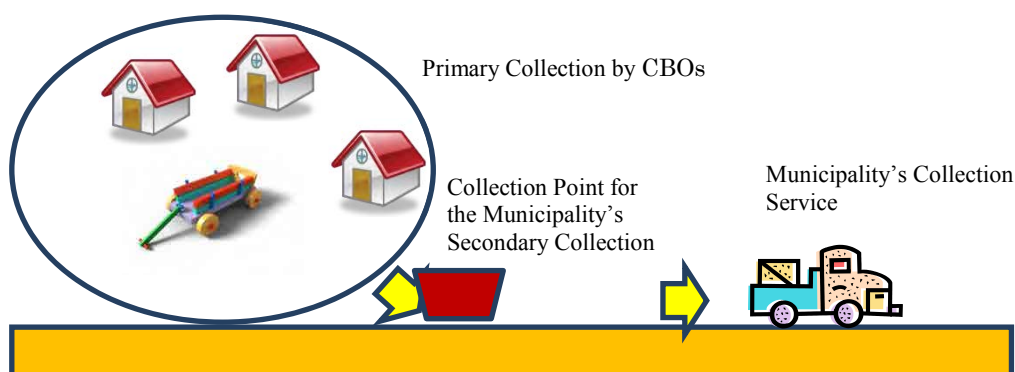 Primary Collection by CBOs
Collection Point for
the Municipality’s
Secondary Collection
Municipality’s Collection
Service